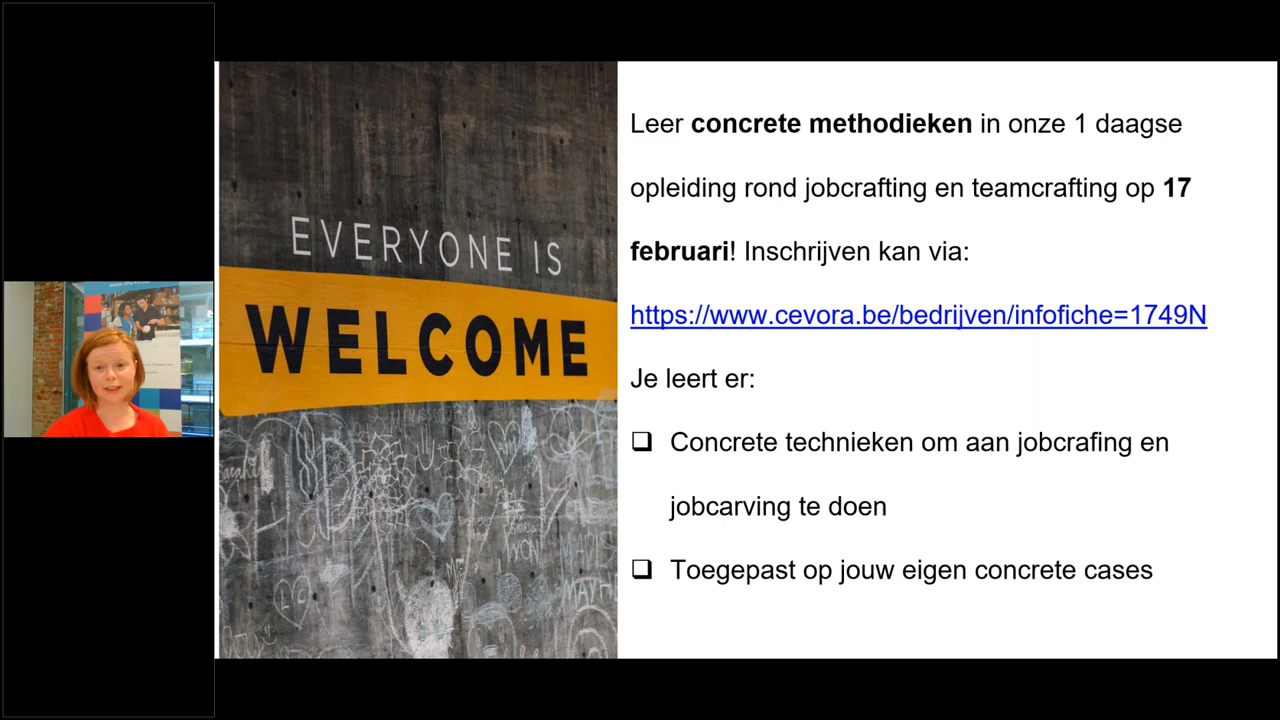 EVERYONE IS
WELCOME
Leer concrete methodieken in onze 1 daagse
opleiding rond jobcrafting en teamcrafting op 17
februari! Inschrijven kan via:
https://www.cevora.be/bedrijven/infofiche=1749N
Je leert er:
Concrete technieken om aan jobcrafing en
jobcarving te doen
Toegepast op jouw eigen concrete cases